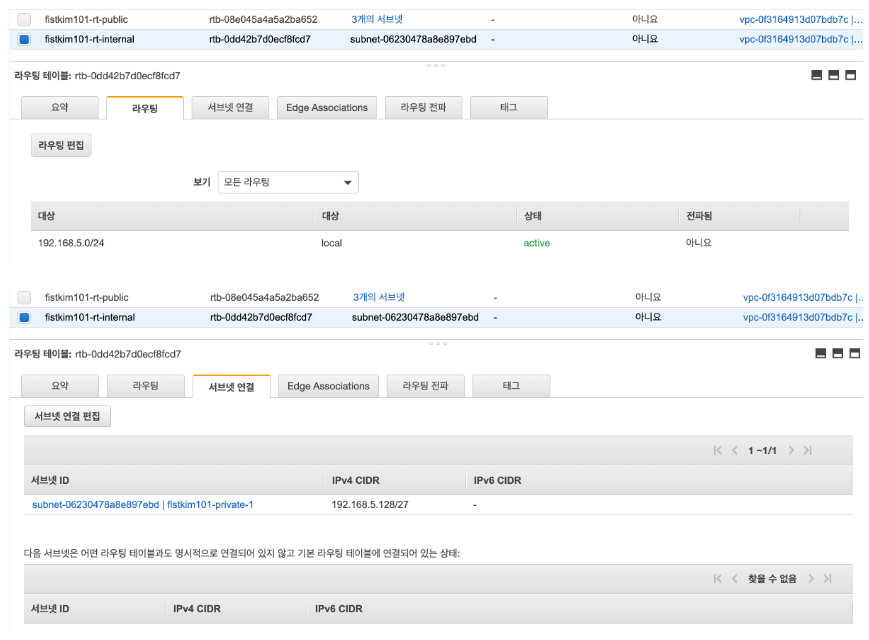 fistkim101-rt-public rtb-08e045a4a5a2ba652 3개의 서브넷 - 아니요 vpc-0f3164913d07bdb7c |...
fistkim101-rt-internal rtb-0dd42b7d0ecf8fcd7 subnet-06230478a8e897ebd - 아니요 vpc-0f3164913d07bdb7c |...
라우팅 테이블: rtb-0dd42b7d0ecf8fcd7
요약 라우팅 서브넷 연결 Edge Associations 라우팅 전파 태그
라우팅 편집
보기 모든 라우팅
대상 대상 상태 전파됨
192.168.5.0/24 local active 아니요
fistkim101-rt-public rtb-08e045a4a5a2ba652 3개의 서브넷 - 아니요 vpc-0f3164913d07bdb7c |..
fistkim101-rt-internal rtb-0dd42b7d0ecf8fcf7 subnet-06230478a8e897ebd - 아니요 vpc-0f3164913d07bdb7c |..
라우팅 테이블: rtb-0dd42b7d0ecf8fcd7
요약 라우팅 서브넷 연결 Edge Associations 라우팅 전파 태그
서브넷 연결 편집
1 ~1/1
서브넷 ID IPv4 CIDR IPv6 CIDR
subnet-06230478a8e897ebd | fistkim101-private-1 192.168.5.128/27 -
다음 서브넷은 어떤 라우팅 테이블과도 명시적으로 연결되어 있지 않고 기본 라우팅 테이블에 연결되어 있는 상태:
찾을 수 없음
서브넷 ID IPv4 CIDR IPv6 CIDR